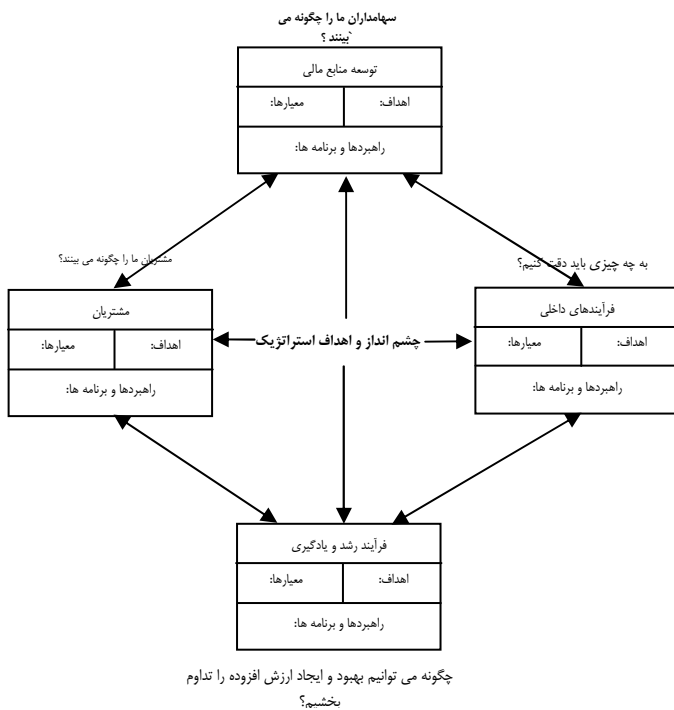 سهامداران ما را چگونه می
`بینند ؟
توسعه منابع مالی
اهداف:
معیارها:
راهبردها و برنامه ها:
به چه چیزی باید دقت کنیم؟
مشتریان ما را چگونه می بینند؟
فرآیندهای داخلی
اهداف:
معیارها:
راهبردها و برنامه ها:
چشم انداز و اهداف استراتژیک
مشتریان
اهداف:
معیارها:
راهبردها و برنامه ها:
فرآیند رشد و یادگیری
اهداف:
معیارها:
راهبردها و برنامه ها:
چگونه می توانیم بهبود و ایجاد ارزش افزوده را تداوم
بخشیم؟